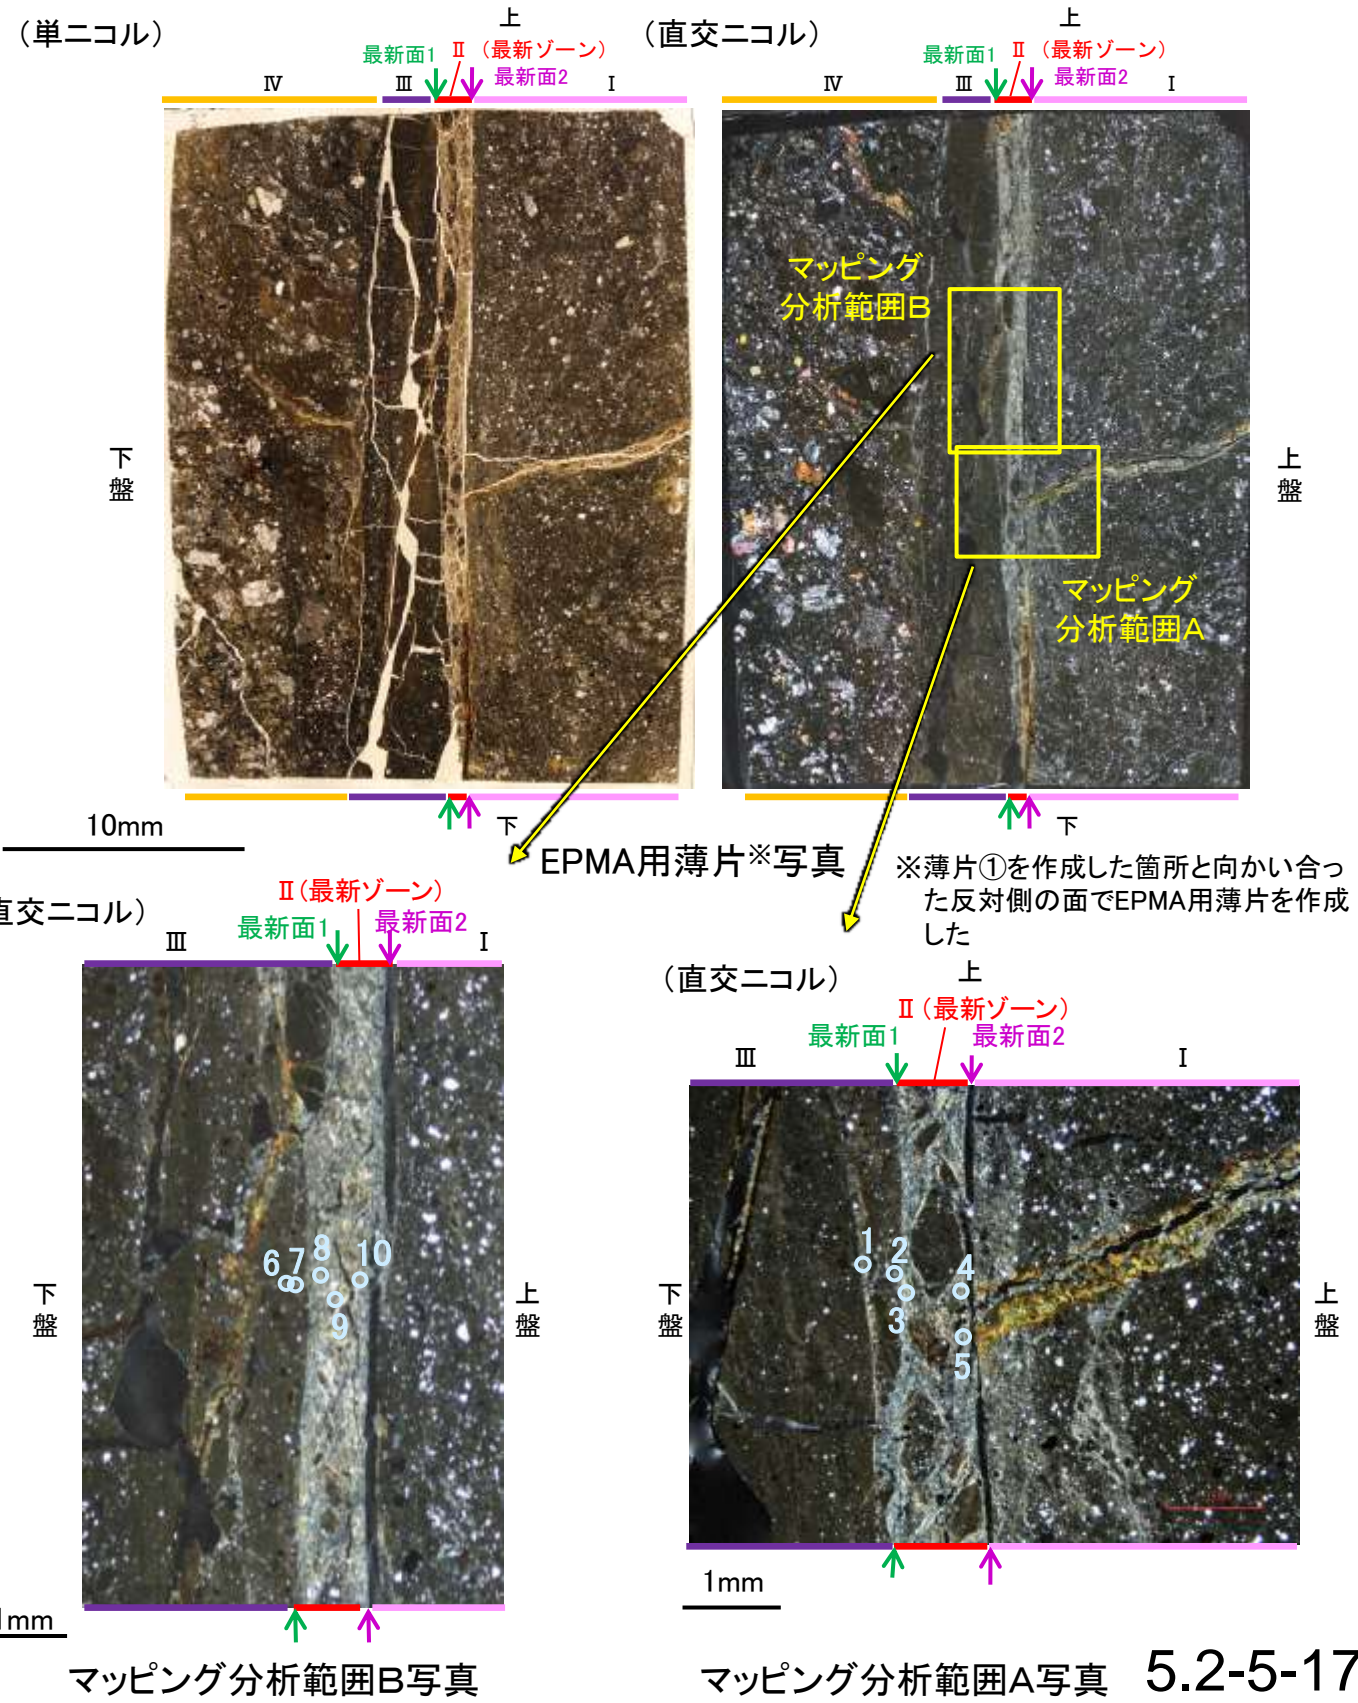 (単ニコル)
上
最新面1
Ⅱ (最新ゾーン)
最新面2
Ⅳ
Ⅲ
Ⅰ
(直交ニコル)
上
最新面1
Ⅱ (最新ゾーン)
最新面2
Ⅳ
Ⅲ
Ⅰ
マッピング
分析範囲B
下盤
上盤
マッピング
分析範囲A
下
下
10mm
EPMA用薄片※写真
※薄片①を作成した箇所と向かい合っ
た反対側の面でEPMA用薄片を作成
した
直交ニコル)
Ⅱ(最新ゾーン)
最新面1
最新面2
Ⅲ
Ⅰ
6
7
8
9
10
下盤
上盤
1mm
マッピング分析範囲B写真
(直交ニコル)
上
Ⅱ(最新ゾーン)
最新面1
最新面2
Ⅲ
Ⅰ
1
2
3
4
5
下盤
上盤
1mm
マッピング分析範囲A写真
5.2-5-17